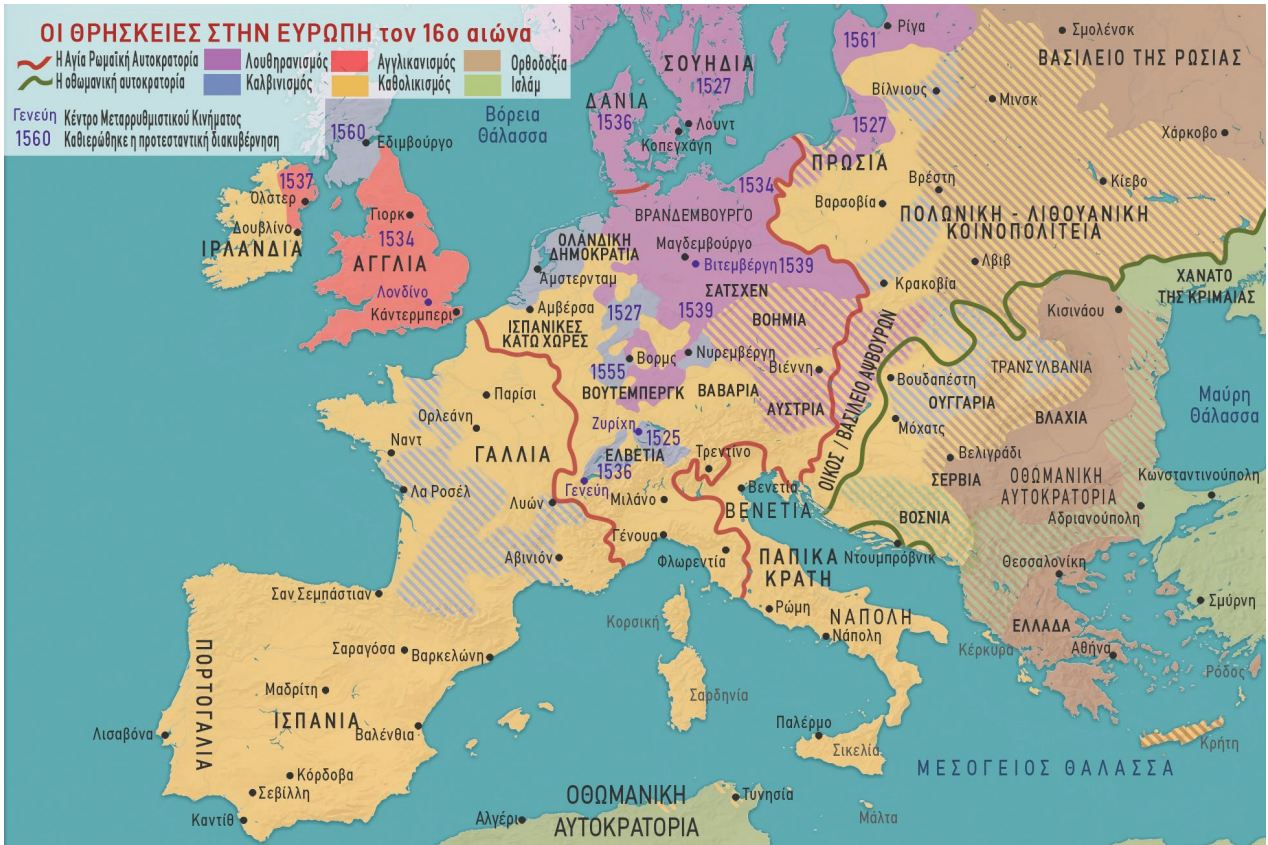 ΟΙ ΘΡΗΣΚΕΙΕΣ ΣΤΗΝ ΕΥΡΩΠΗ τον 16ο αιώνα
Η Αγία Ρωμαϊκή Αυτοκρατορία
Λουθηρανισμός
Αγγλικανισμός
Ορθοδοξία
Η οθωμανική αυτοκρατορία
Καλβινισμός
Καθολικισμός
Ισλάμ
Γενεύη Κέντρο Μεταρρυθμιστικού Κινήματος
1560 Καθιερώθηκε η προτεσταντική διακυβέρνηση
Βόρεια
Θάλασσα
1560
Εδιμβούργο
1537
Όλστερ
Δουβλίνο
ΙΡΛΑΝΔΙΑ
Γιορκ
1534
ΑΓΓΛΙΑ
Λονδίνο
Κάντερμπερι
ΣΟΥΗΔΙΑ
1527
ΔΑΝΙΑ
1536
Λουντ
Κοπεγχάγη
1561
Ρίγα
Σμολένσκ
ΒΑΣΙΛΕΙΟ ΤΗΣ ΡΩΣΙΑΣ
Βίλνιους
Μινσκ
1527
Χάρκοβο
ΠΡΩΣΙΑ
1534
Βρέστη
Κίεβο
Βαρσοβία
ΠΟΛΩΝΙΚΗ - ΛΙΘΟΥΑΝΙΚΗ
ΚΟΙΝΟΠΟΛΙΤΕΙΑ
Λβιβ
Κρακοβία
ΒΡΑΝΔΕΜΒΟΥΡΓΟ
ΟΛΑΝΔΙΚΗ
ΔΗΜΟΚΡΑΤΙΑ
Μαγδεμβούργο
Βιτεμβέργη 1539
Άμστερνταμ
ΣΑΤΣΧΕΝ
Αμβέρσα
ΙΣΠΑΝΙΚΕΣ
ΚΑΤΩ ΧΩΡΕΣ
1527
1539
ΒΟΗΜΙΑ
Νυρεμβέργη
Βορμς
1555
Βιέννη
ΒΟΥΤΕΜΠΕΡΓΚ
ΒΑΒΑΡΙΑ
ΑΥΣΤΡΙΑ
ΟΙΚΟΣ / ΒΑΣΙΛΕΙΟ ΑΨΒΟΥΡΩΝ
ΧΑΝΑΤΟ
ΤΗΣ ΚΡΙΜΑΙΑΣ
Κισινάου
ΤΡΑΝΣΥΛΒΑΝΙΑ
Βουδαπέστη
ΟΥΓΓΑΡΙΑ
Μόχατς
ΒΛΑΧΙΑ
Μαύρη
Θάλασσα
Βελιγράδι
ΣΕΡΒΙΑ
ΟΘΩΜΑΝΙΚΗ
ΑΥΤΟΚΡΑΤΟΡΙΑ
Κωνσταντινούπολη
Αδριανούπολη
ΒΟΣΝΙΑ
Ντουμπρόβνικ
Θεσσαλονίκη
Σμύρνη
ΕΛΛΑΔΑ
Κέρκυρα
Αθήνα
Ρόδος
Κρήτη
Παρίσι
Ορλεάνη
Ναντ
ΓΑΛΛΙΑ
Λα Ροσέλ
Λυών
Αβινιόν
Ζυρίχη
1525
ΕΛΒΕΤΙΑ
1536
Γενεύη
Τρεντίνο
Μιλάνο
Βενετία
ΒΕΝΕΤΙΑ
Γένουα
Φλωρεντία
ΠΑΠΙΚΑ
ΚΡΑΤΗ
Ρώμη
ΝΑΠΟΛΗ
Νάπολη
Κορσική
Σαρδηνία
Παλέρμο
Σικελία
Μάλτα
ΜΕΣΟΓΕΙΟΣ ΘΑΛΑΣΣΑ
Σαν Σεμπάστιαν
ΠΟΡΤΟΓΑΛΙΑ
Σαραγόσα
Βαρκελώνη
Μαδρίτη
ΙΣΠΑΝΙΑ
Βαλένθια
Λισαβόνα
Κόρδοβα
Σεβίλλη
Καντίθ
Αλγέρι
ΟΘΩΜΑΝΙΚΗ
ΑΥΤΟΚΡΑΤΟΡΙΑ
Τυνησία